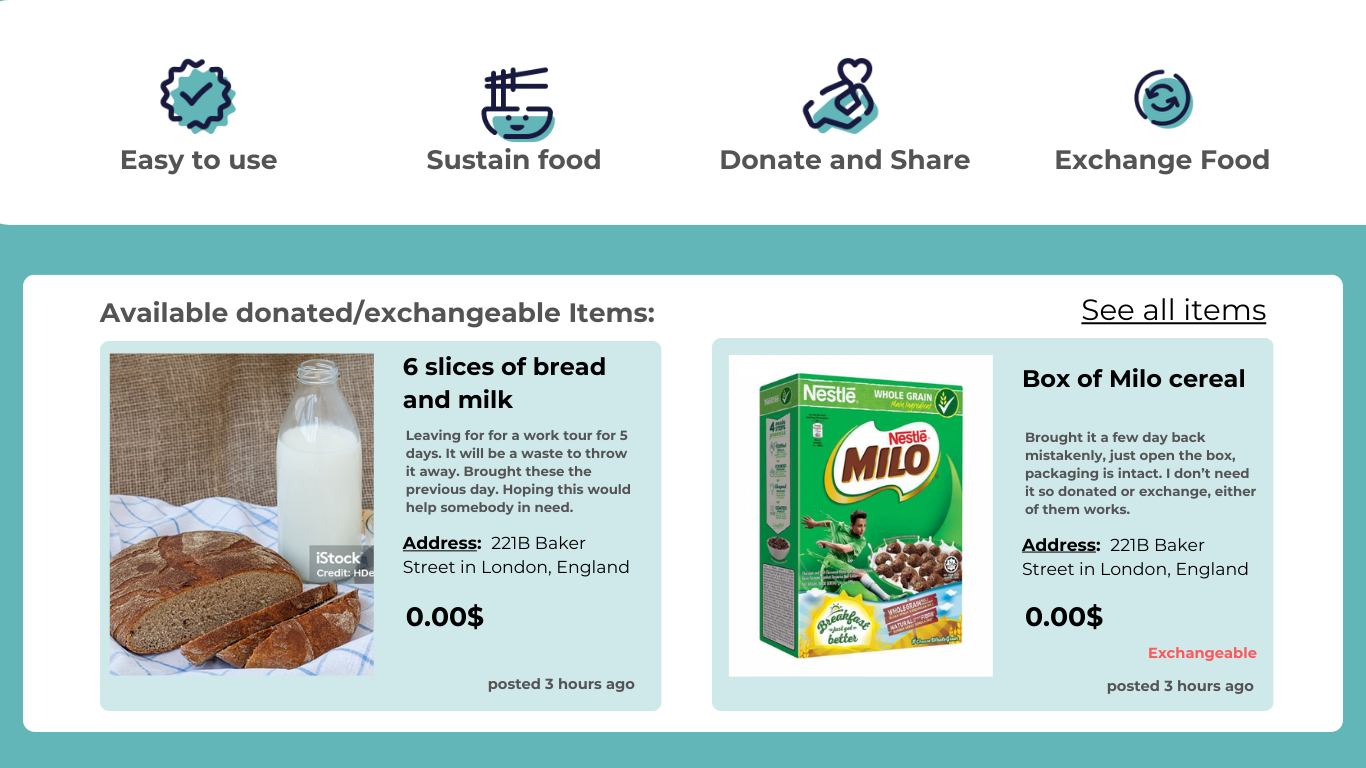 Easy to use
Sustain food
Donate and Share
Exchange Food
Available donated/exchangeable Items:
See all items
6 slices of bread
and milk
Leaving for for a work tour for 5
days. It will be a waste to throw
it away. Brought these the
previous day. Hoping this would
help somebody in need.
Address: 221B Baker
Street in London, England
0.00$
posted 3 hours ago
iStock
Credit: HDe
Nestlé
WHOLE GRAIN
Main Ingredient
Nestlé
MILO
Breakfast
just got
better
WHOLE GRAIN
Box of Milo cereal
Brought it a few day back
mistakenly, just open the box,
packaging is intact. I don’t need
it so donated or exchange, either
of them works.
Address: 221B Baker
Street in London, England
0.00$
Exchangeable
posted 3 hours ago